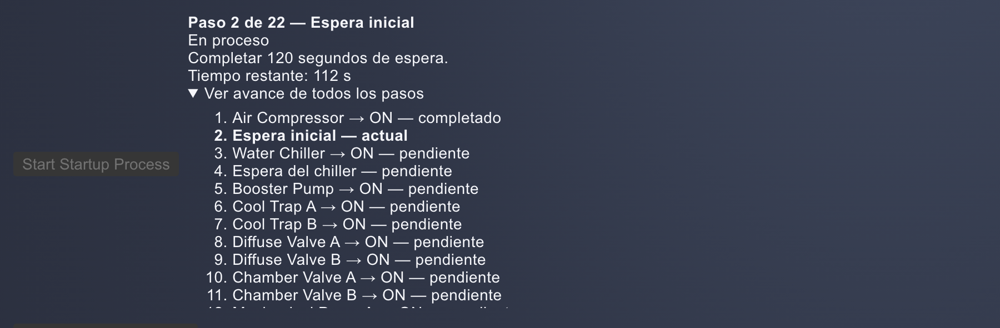 Paso 2 de 22 — Espera inicial
En proceso
Completar 120 segundos de espera.
Tiempo restante: 112 s
▼ Ver avance de todos los pasos
1. Air Compressor → ON — completado
2. Espera inicial — actual
3. Water Chiller → ON — pendiente
Start Startup Process
4. Espera del chiller — pendiente
5. Booster Pump → ON — pendiente
6. Cool Trap A → ON — pendiente
7. Cool Trap B → ON — pendiente
8. Diffuse Valve A → ON — pendiente
9. Diffuse Valve B → ON — pendiente
10. Chamber Valve A → ON — pendiente
11. Chamber Valve B → ON — pendiente